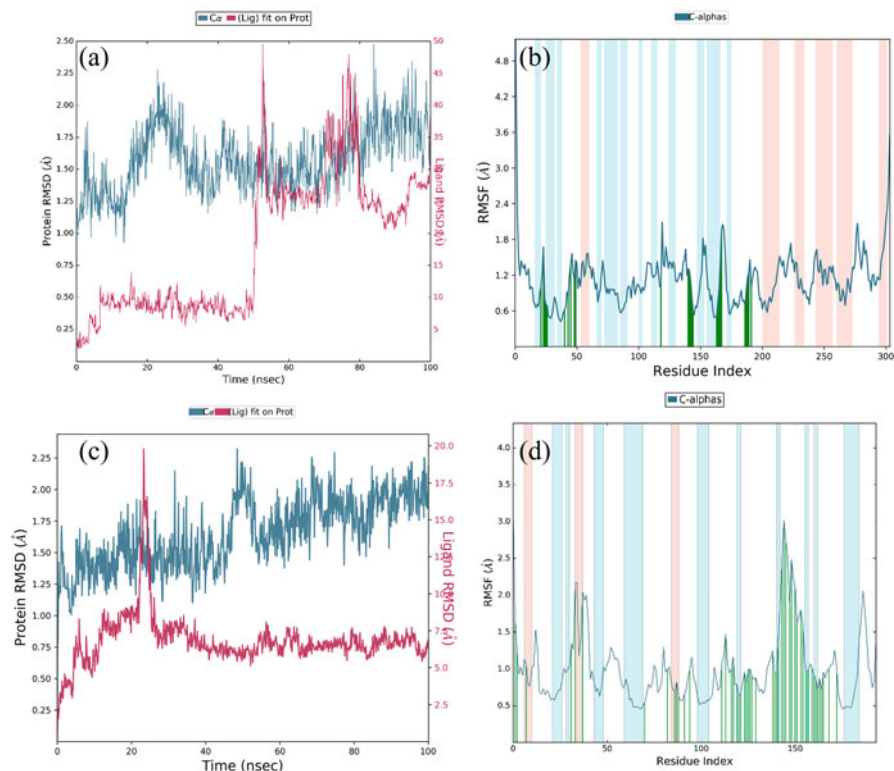 Cα (Lig) fit on Prot
(a)
Protein RMSD (Å)
2.50
2.25
2.00
1.75
1.50
1.25
1.00
0.75
0.50
0.25
50
45
40
35
30
25
20
15
10
5
Ligand RMSD (Å)
0 20 40 60 80 100
Time (nsec)
C-alphas
(b)
RMSF (Å)
4.8
4.2
3.6
3.0
2.4
1.8
1.2
0.6
0 50 100 150 200 250 300
Residue Index
Cα (Lig) fit on Prot
(c)
Protein RMSD (Å)
2.25
2.00
1.75
1.50
1.25
1.00
0.75
0.50
0.25
20.0
17.5
15.0
12.5
10.0
7.5
5.0
2.5
Ligand RMSD (Å)
0 20 40 60 80 100
Time (nsec)
C-alphas
(d)
RMSF (Å)
4.0
3.5
3.0
2.5
2.0
1.5
1.0
0.5
0 50 100 150
Residue Index